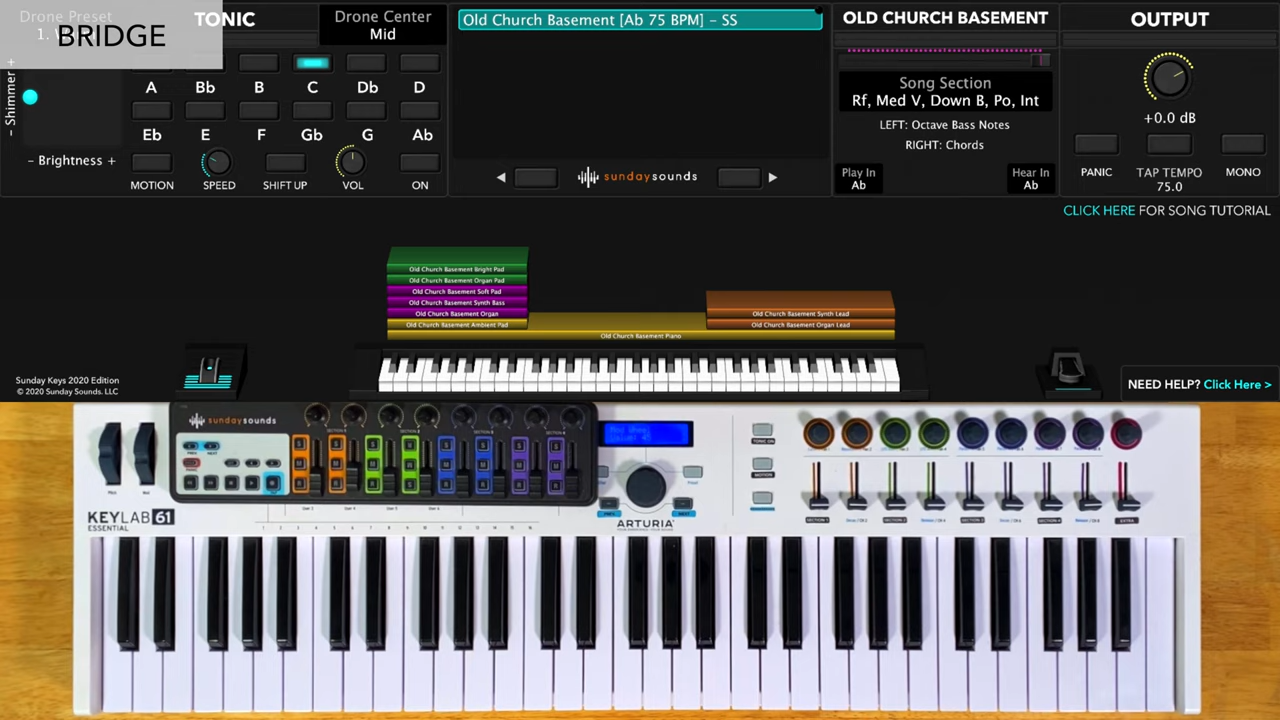 BRIDGE
Drone Preset
1.
TONIC
Drone Center
Mid
- Shimmer +
- Brightness +
A
Bb
B
C
Db
D
Eb
E
F
Gb
G
Ab
MOTION
SPEED
SHIFT UP
VOL
ON
Old Church Basement [Ab 75 BPM] - SS
sundaysounds
OLD CHURCH BASEMENT
Song Section
Rf, Med V, Down B, Po, Int
LEFT: Octave Bass Notes
RIGHT: Chords
Play In
Ab
Hear In
Ab
OUTPUT
+0.0 dB
PANIC
TAP TEMPO
75.0
MONO
CLICK HERE FOR SONG TUTORIAL
Old Church Basement Bright Pad
Old Church Basement Organ Pad
Old Church Basement Soft Pad
Old Church Basement Synth Bass
Old Church Basement Organ
Old Church Basement Ambient Pad
Old Church Basement Synth Lead
Old Church Basement Organ Lead
Old Church Basement Piano
Sunday Keys 2020 Edition
© 2020 Sunday Sounds. LLC
NEED HELP? Click Here >
sundaysounds
KEYLAB 61
ESSENTIAL
ARTURIA
TONIC ON
MOTION